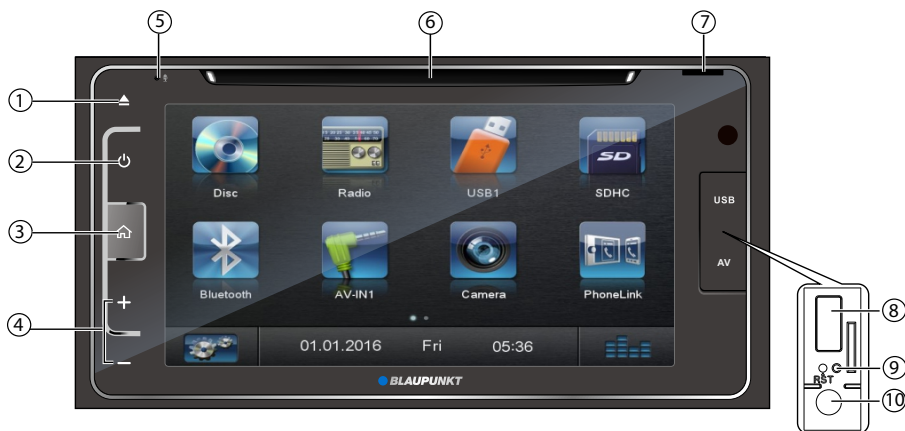 5 6 7
1
2
3
4
Disc Radio USB1 SD SDHC
Bluetooth AV-IN1 Camera PhoneLink
01.01.2016 Fri 05:36
BLAUPUNKT
USB
AV
8
9
RST
10